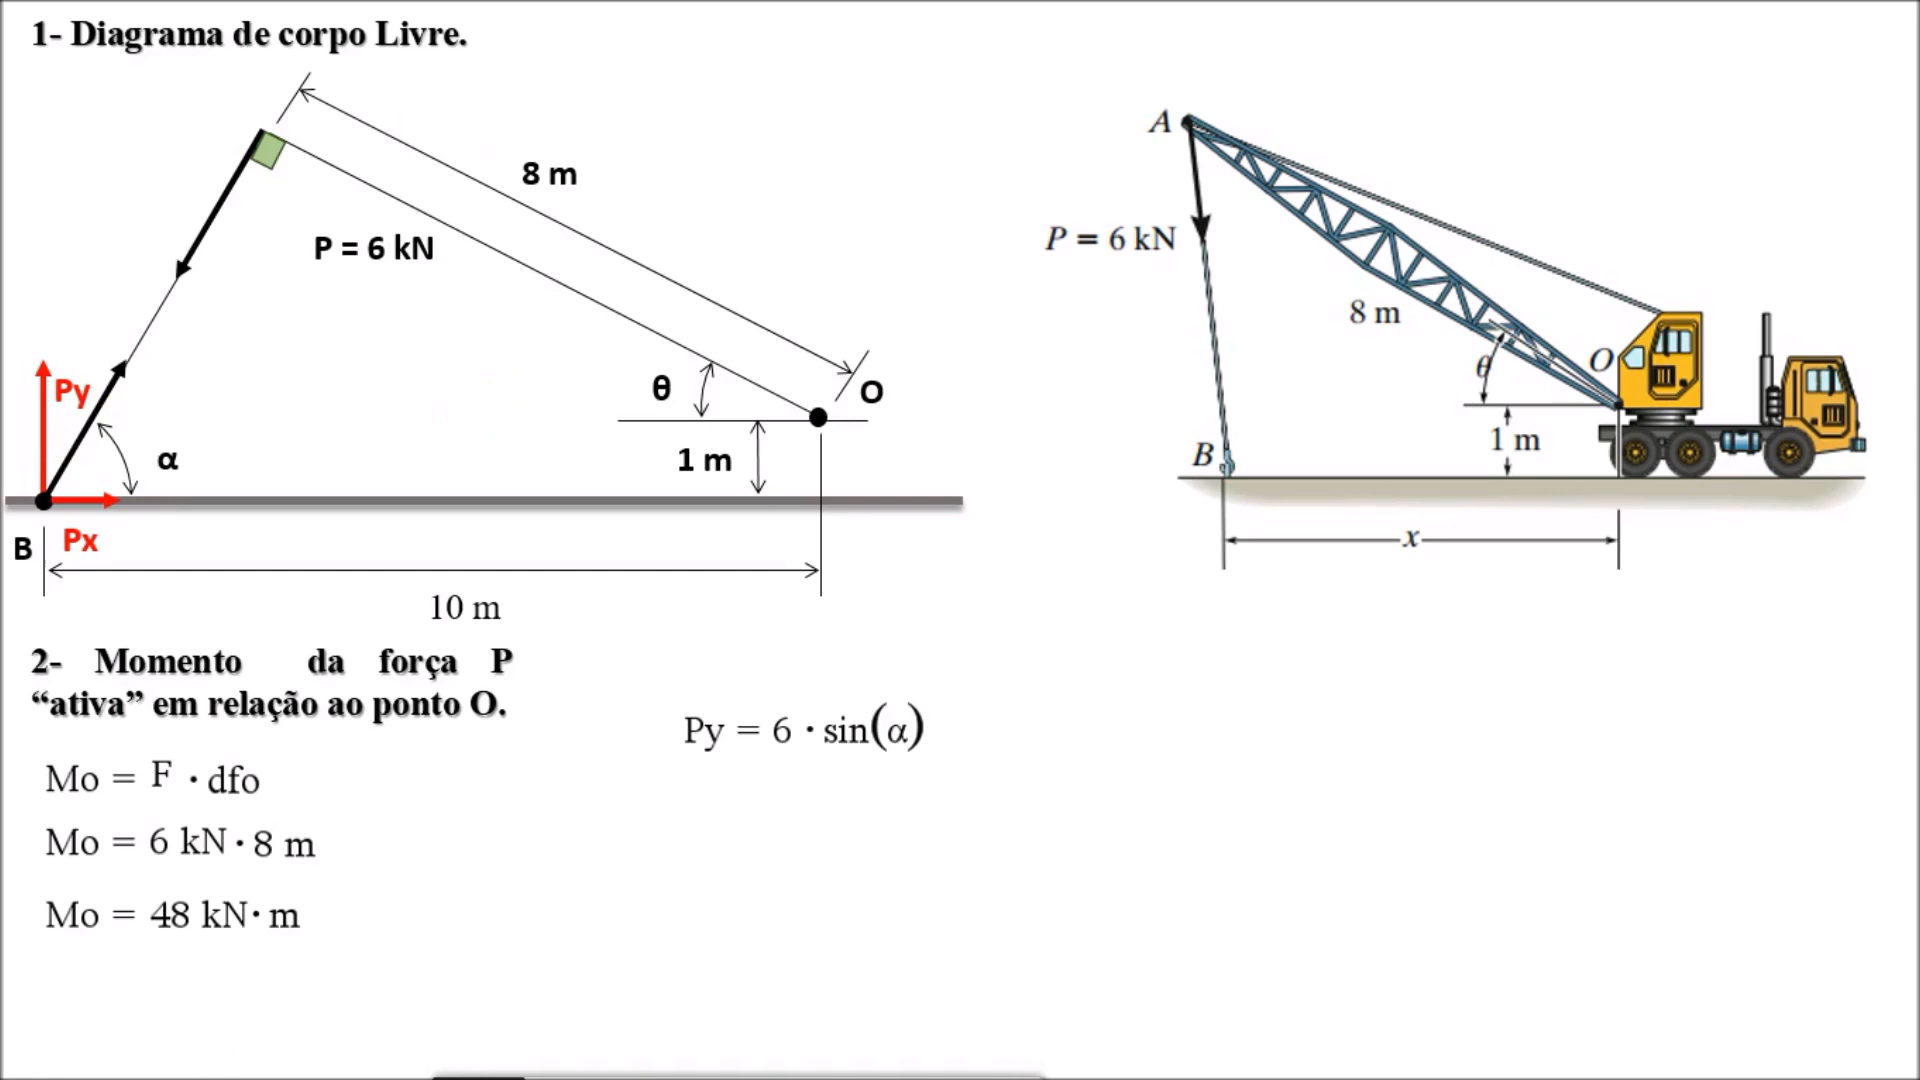 1- Diagrama de corpo Livre.
8 m
P = 6 kN
Py
α
θ
O
1 m
B
Px
10 m
A
P = 6 kN
8 m
θ
O
1 m
B
x
2- Momento da força P
“ativa” em relação ao ponto O.
Mo = F · dfo
Mo = 6 kN · 8 m
Mo = 48 kN · m
Py = 6 · sin(α)